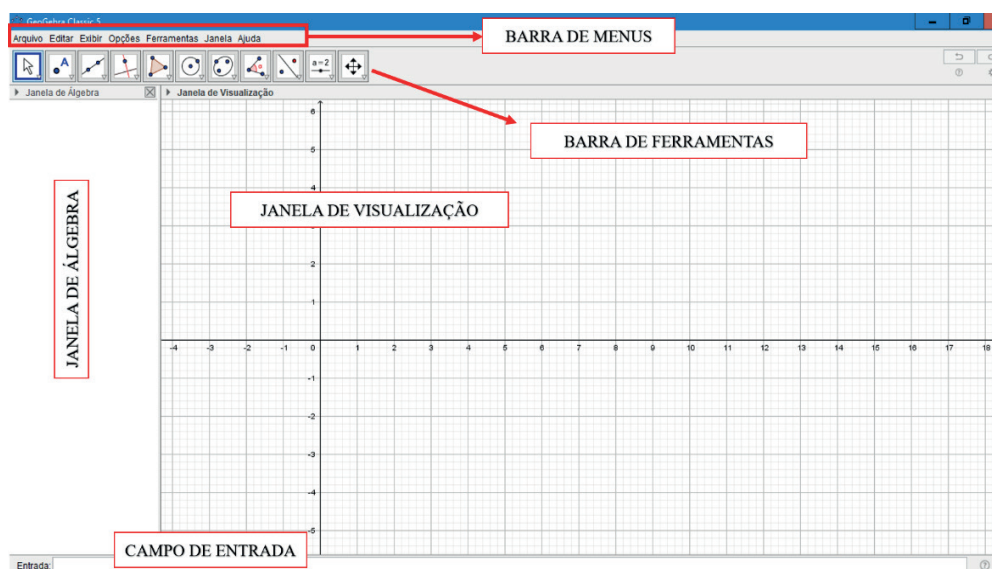 GeoGebra Classic 5
Arquivo Editar Exibir Opções Ferramentas Janela Ajuda
BARRA DE MENUS
A
a=2
Janela de Álgebra
Janela de Visualização
BARRA DE FERRAMENTAS
JANELA DE VISUALIZAÇÃO
JANELA DE ÁLGEBRA
6
5
4
3
2
1
-4 -3 -2 -1 0 1 2 3 4 5 6 7 8 9 10 11 12 13 14 15 16 17 18
-1
-2
-3
-4
-5
CAMPO DE ENTRADA
Entrada: